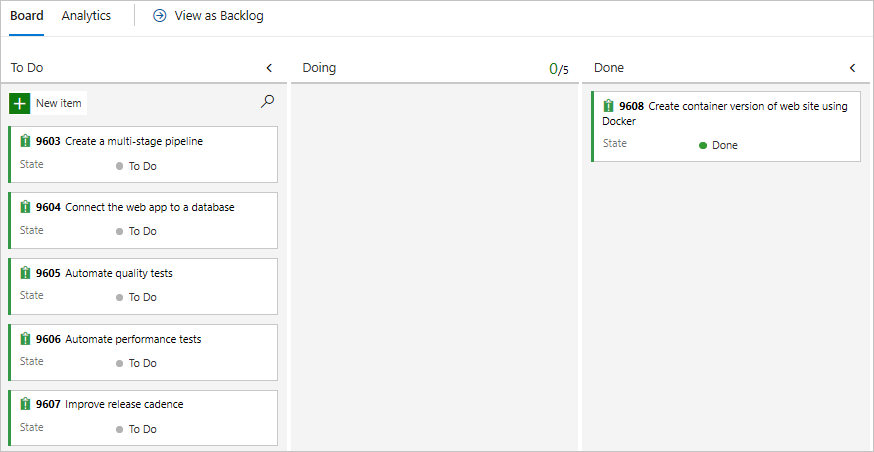 Board Analytics View as Backlog
To Do
New item
9603 Create a multi-stage pipeline
State To Do
9604 Connect the web app to a database
State To Do
9605 Automate quality tests
State To Do
9606 Automate performance tests
State To Do
9607 Improve release cadence
State To Do
Doing 0/5
Done
9608 Create container version of web site using
Docker
State Done